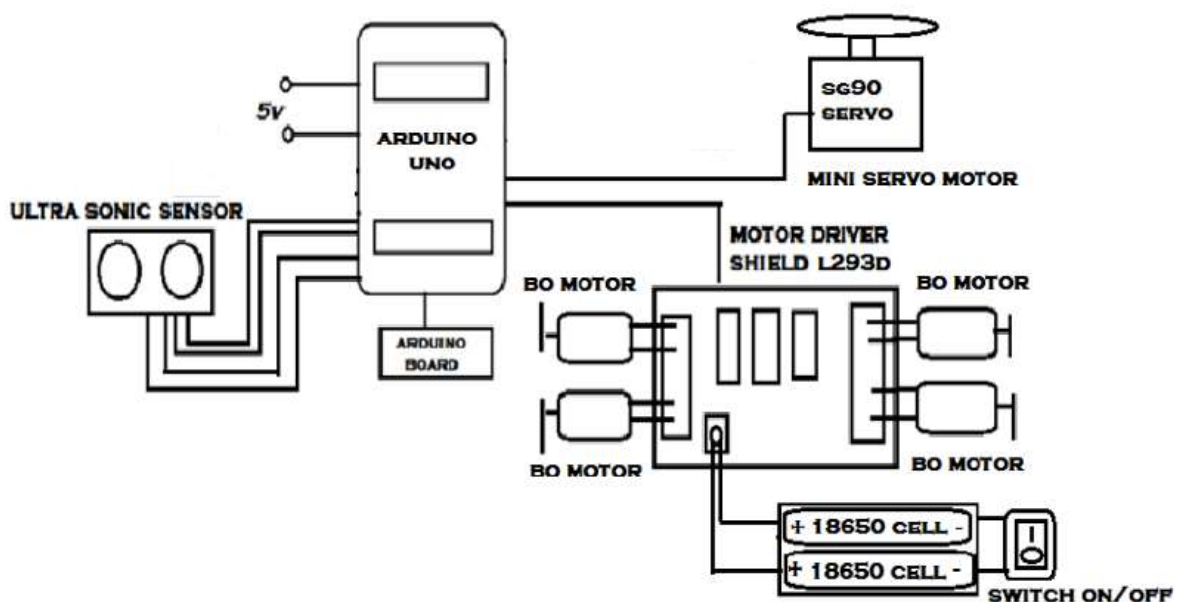 5V
ARDUINO
UNO
SG90
SERVO
MINI SERVO MOTOR
ULTRA SONIC SENSOR
MOTOR DRIVER
SHIELD L293D
BO MOTOR
BO MOTOR
ARDUINO
BOARD
BO MOTOR
BO MOTOR
+ 18650 CELL -
+ 18650 CELL -
SWITCH ON/OFF